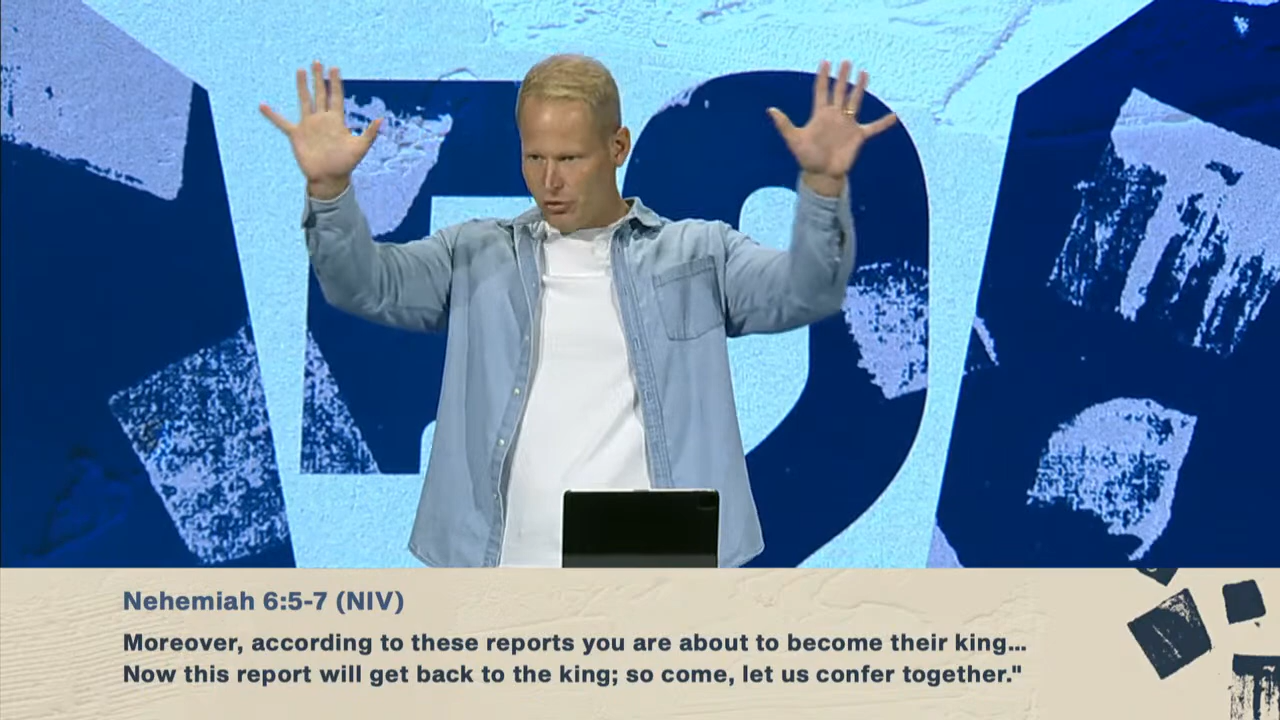 Nehemiah 6:5-7 (NIV)
Moreover, according to these reports you are about to become their king...
Now this report will get back to the king; so come, let us confer together."